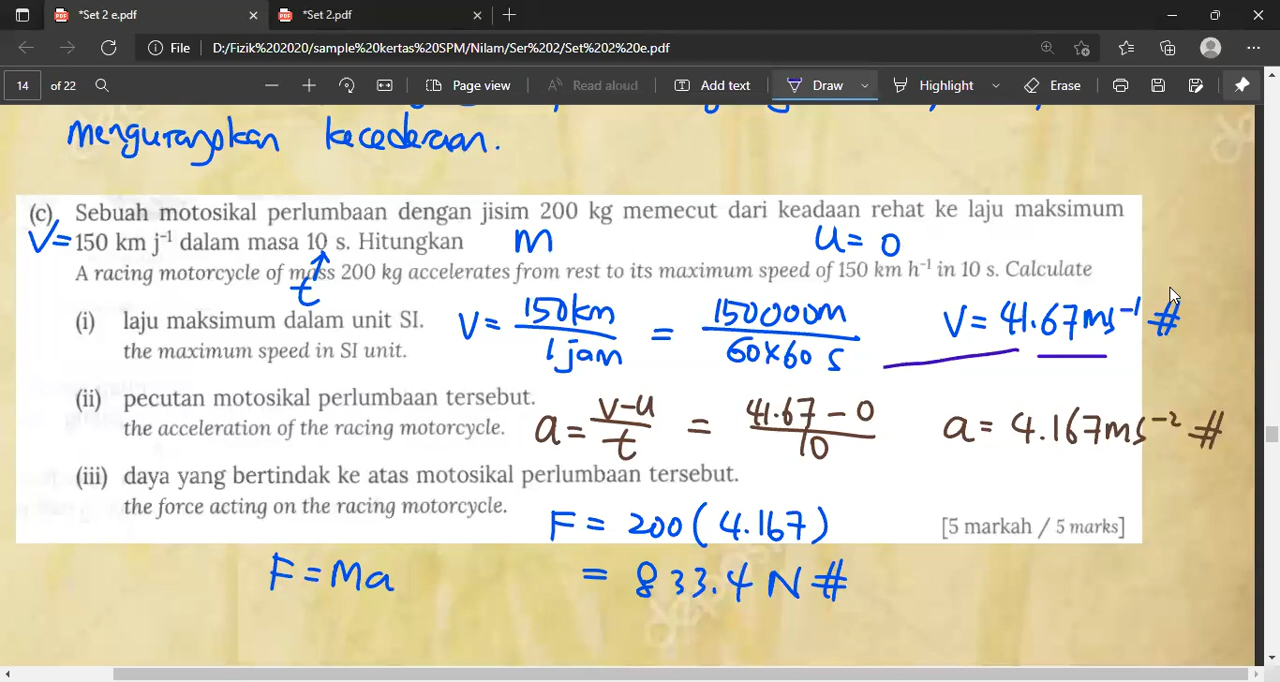 *Set 2 e.pdf
*Set 2.pdf
File D:/Fizik%202020/sample%20kertas%20SPM/Nilam/Ser%202/Set%202%20e.pdf
14 of 22 Page view Read aloud Add text Draw Highlight Erase
mengurangkan kecederaan.
(c) Sebuah motosikal perlumbaan dengan jisim 200 kg memecut dari keadaan rehat ke laju maksimum
V= 150 km j⁻¹ dalam masa 10 s. Hitungkan m u = 0
A racing motorcycle of mass 200 kg accelerates from rest to its maximum speed of 150 km h⁻¹ in 10 s. Calculate
t
(i) laju maksimum dalam unit SI. V = 150km / 1 jam = 150000m / 60×60 s V = 41.67ms⁻¹ #
the maximum speed in SI unit.
(ii) pecutan motosikal perlumbaan tersebut. a = v-u / t = 41.67 - 0 / 10 a = 4.167ms⁻² #
the acceleration of the racing motorcycle.
(iii) daya yang bertindak ke atas motosikal perlumbaan tersebut.
the force acting on the racing motorcycle.
F = 200 (4.167) [5 markah / 5 marks]
F = Ma = 833.4 N #